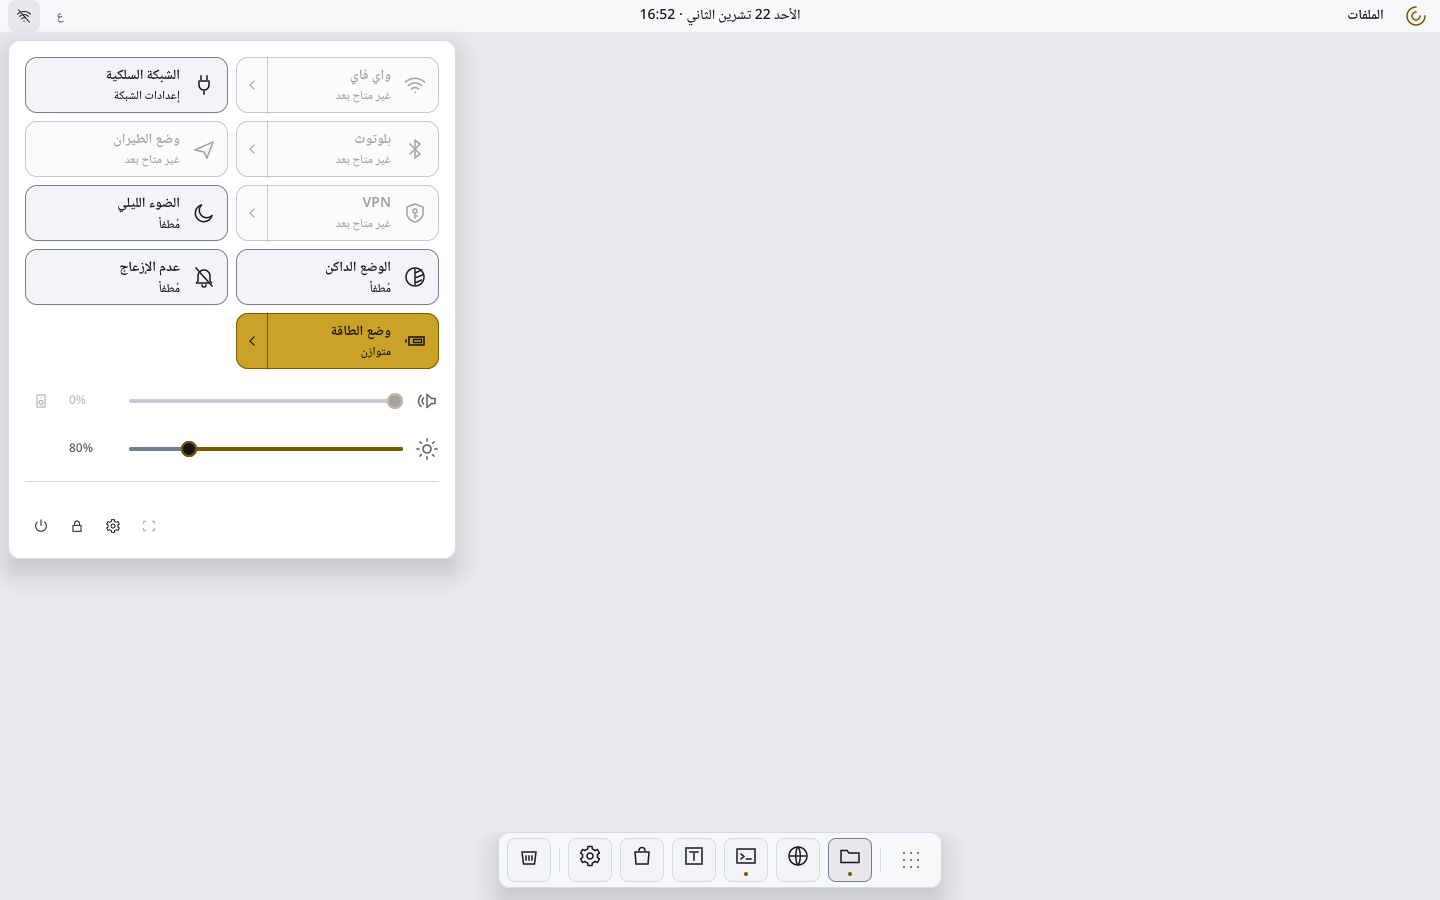 الملفات
الأحد 22 تشرين الثاني · 16:52
ع
واي فاي
غير متاح بعد
الشبكة السلكية
إعدادات الشبكة
بلوتوث
غير متاح بعد
وضع الطيران
غير متاح بعد
VPN
غير متاح بعد
الضوء الليلي
مُطفأ
الوضع الداكن
مُطفأ
عدم الإزعاج
مُطفأ
وضع الطاقة
متوازن
0%
80%